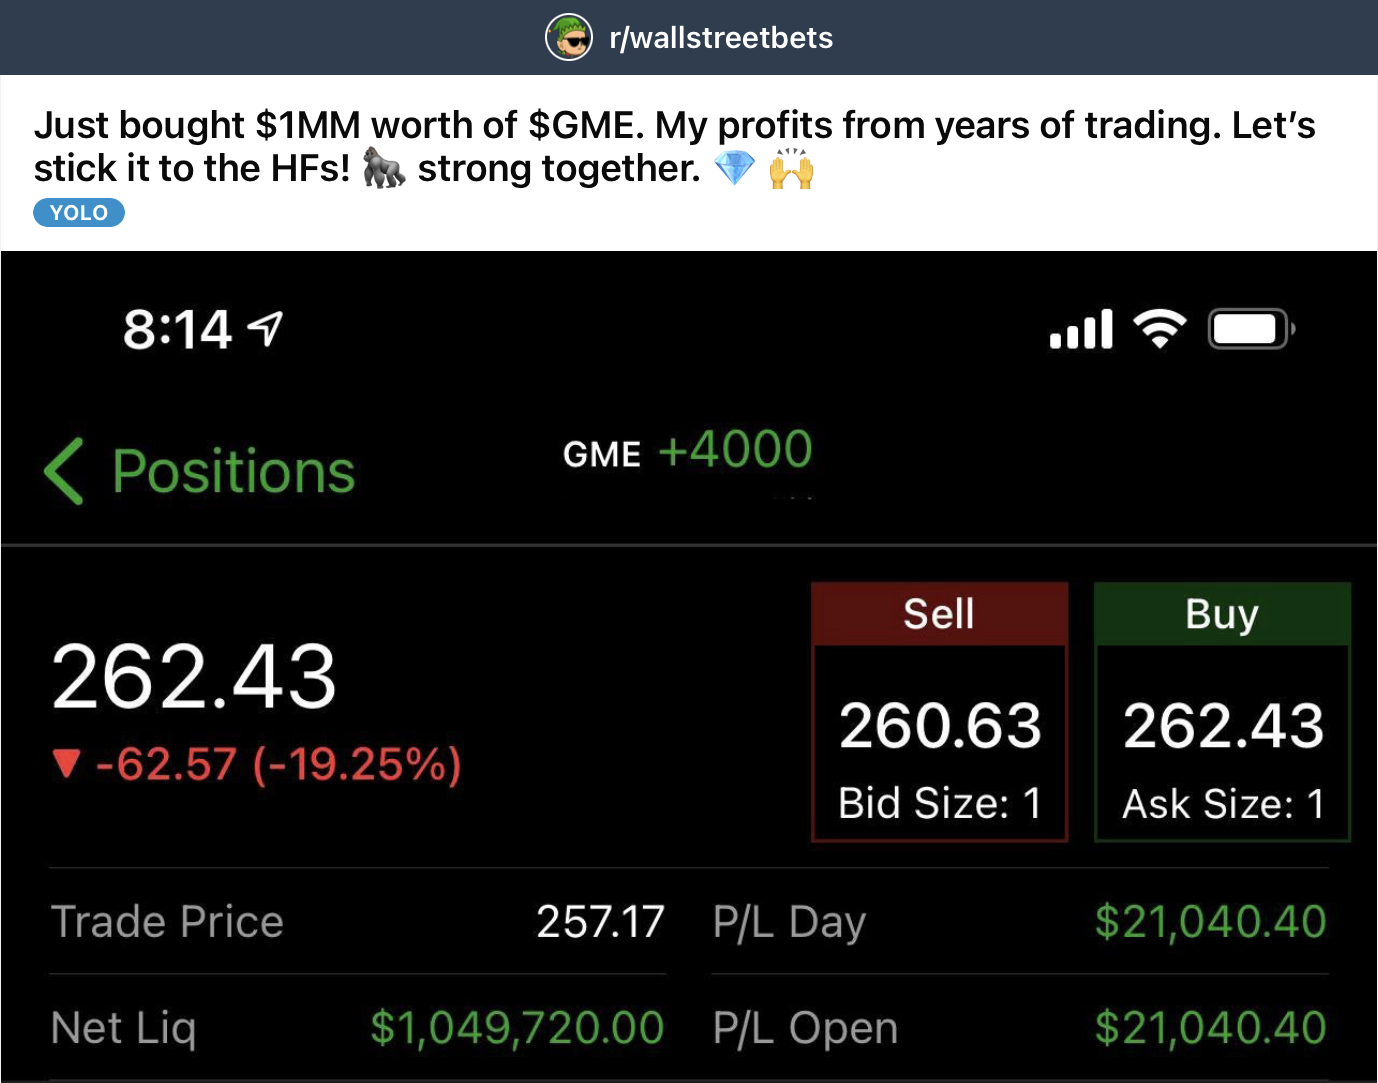 r/wallstreetbets
Just bought $1MM worth of $GME. My profits from years of trading. Let’s
stick it to the HFs! 🦍 strong together. 💎 🙌
YOLO
8:14
Positions
GME +4000
262.43
-62.57 (-19.25%)
Sell
260.63
Bid Size: 1
Buy
262.43
Ask Size: 1
Trade Price 257.17 P/L Day $21,040.40
Net Liq $1,049,720.00 P/L Open $21,040.40